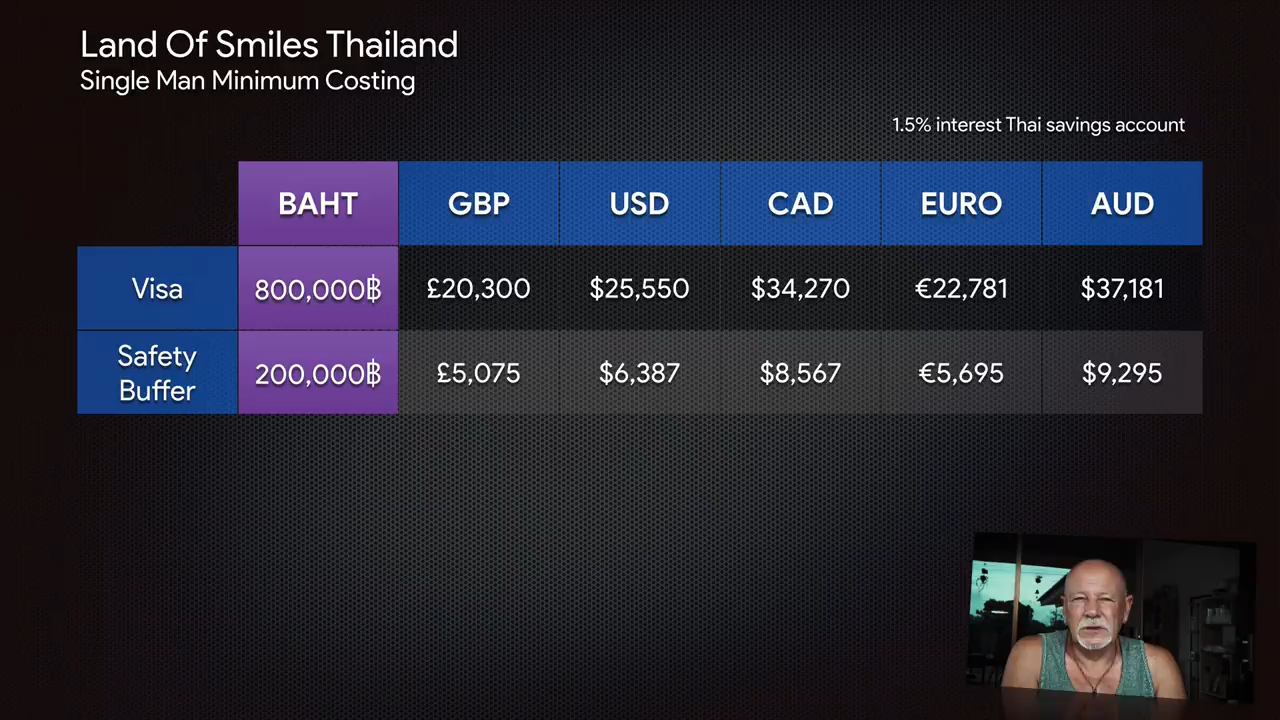 Land Of Smiles Thailand
Single Man Minimum Costing
1.5% interest Thai savings account
BAHT GBP USD CAD EURO AUD
Visa 800,000฿ £20,300 $25,550 $34,270 €22,781 $37,181
Safety
Buffer 200,000฿ £5,075 $6,387 $8,567 €5,695 $9,295